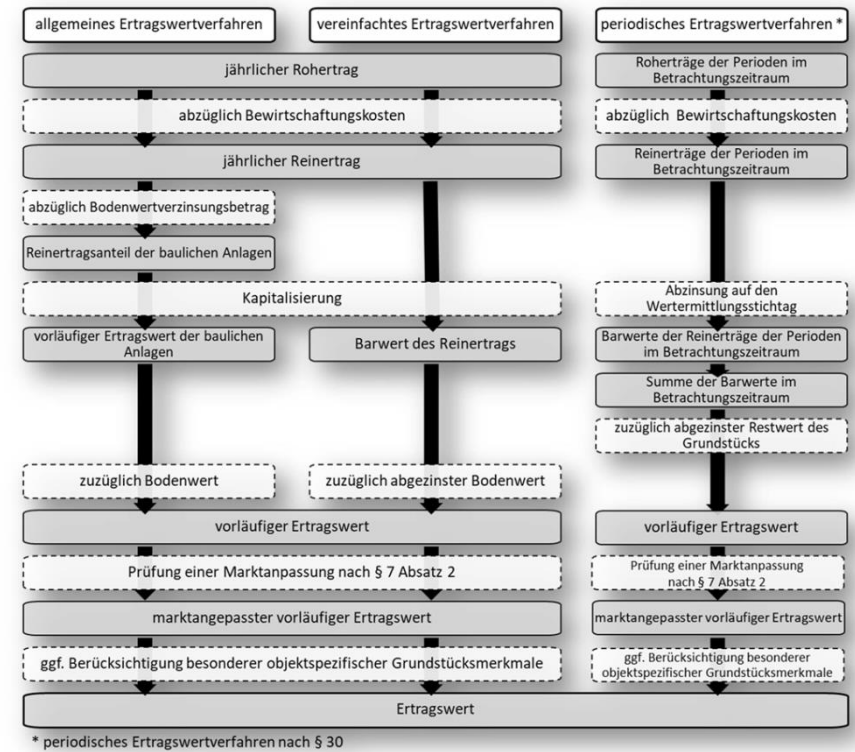 allgemeines Ertragswertverfahren
vereinfachtes Ertragswertverfahren
periodisches Ertragswertverfahren *
jährlicher Rohertrag
Roherträge der Perioden im
Betrachtungszeitraum
abzüglich Bewirtschaftungskosten
abzüglich Bewirtschaftungskosten
jährlicher Reinertrag
Reinerträge der Perioden im
Betrachtungszeitraum
abzüglich Bodenwertverzinsungsbetrag
Reinertragsanteil der baulichen Anlagen
Kapitalisierung
Abzinsung auf den
Wertermittlungsstichtag
vorläufiger Ertragswert der baulichen
Anlagen
Barwert des Reinertrags
Barwerte der Reinerträge der Perioden
im Betrachtungszeitraum
Summe der Barwerte im
Betrachtungszeitraum
zuzüglich abgezinster Restwert des
Grundstücks
zuzüglich Bodenwert
zuzüglich abgezinster Bodenwert
vorläufiger Ertragswert
vorläufiger Ertragswert
Prüfung einer Marktanpassung nach § 7 Absatz 2
Prüfung einer Marktanpassung
nach § 7 Absatz 2
marktangepasster vorläufiger Ertragswert
marktangepasster vorläufiger Ertragswert
ggf. Berücksichtigung besonderer objektspezifischer Grundstücksmerkmale
ggf. Berücksichtigung besonderer
objektspezifischer Grundstücksmerkmale
Ertragswert
* periodisches Ertragswertverfahren nach § 30